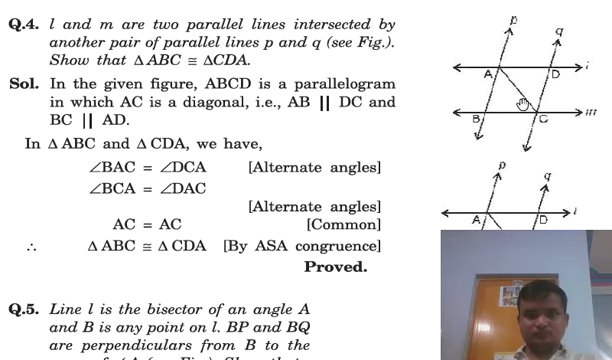 Q.4. l and m are two parallel lines intersected by
another pair of parallel lines p and q (see Fig.).
Show that Δ ABC ≅ ΔCDA.
Sol. In the given figure, ABCD is a parallelogram
in which AC is a diagonal, i.e., AB || DC and
BC || AD.
In Δ ABC and Δ CDA, we have,
∠BAC = ∠DCA [Alternate angles]
∠BCA = ∠DAC
[Alternate angles]
AC = AC [Common]
∴ Δ ABC ≅ Δ CDA [By ASA congruence]
Proved.
Q.5. Line l is the bisector of an angle A
and B is any point on l. BP and BQ
are perpendiculars from B to the
p
q
A
D
l
B
C
m
p
q
A
D
l